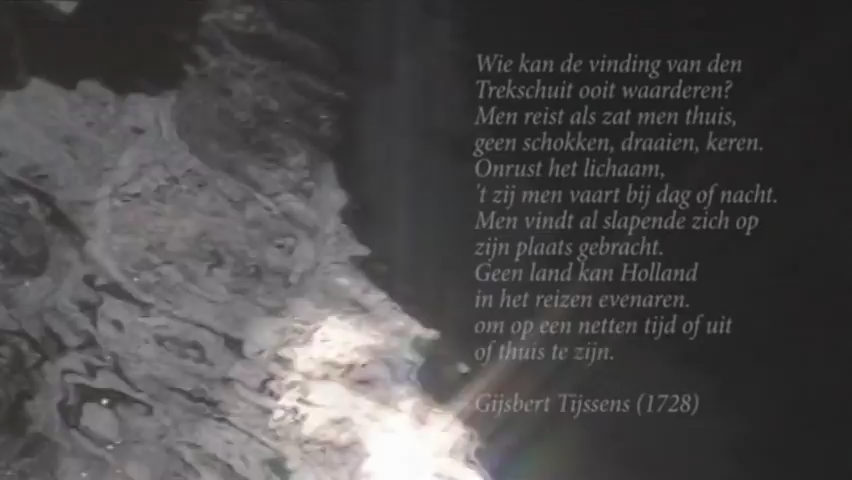 Wie kan de vinding van den
Trekschuit ooit waarderen?
Men reist als zat men thuis,
geen schokken, draaien, keren.
Onrust het lichaam,
't zij men vaart bij dag of nacht.
Men vindt al slapende zich op
zijn plaats gebracht.
Geen land kan Holland
in het reizen evenaren.
om op een netten tijd of uit
of thuis te zijn.
Gijsbert Tijssens (1728)